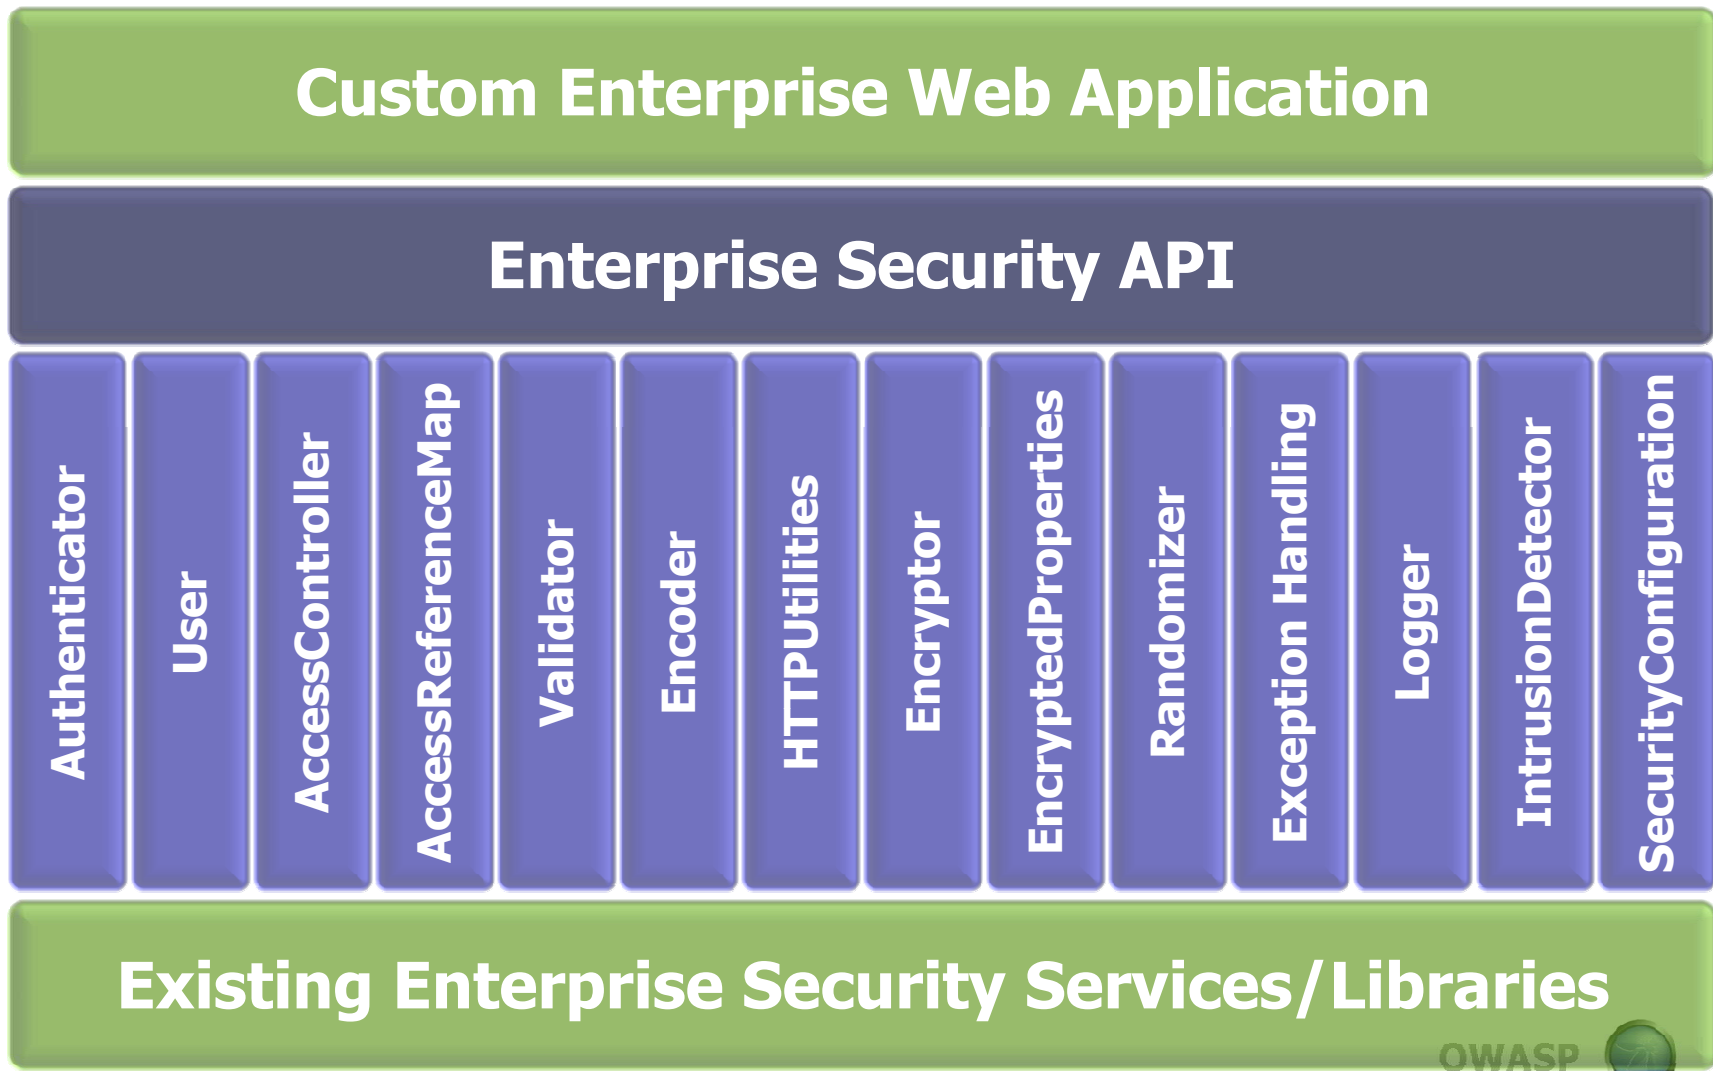 Custom Enterprise Web Application
Enterprise Security API
Authenticator
User
AccessController
AccessReferenceMap
Validator
Encoder
HTTPUtilities
Encryptor
EncryptedProperties
Randomizer
Exception Handling
Logger
IntrusionDetector
SecurityConfiguration
Existing Enterprise Security Services/Libraries
OWASP